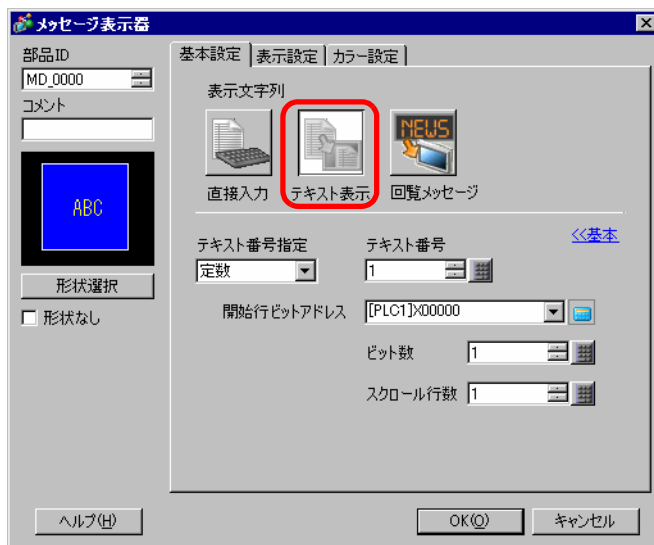 メッセージ表示器
部品ID
MD_0000
コメント
ABC
形状選択
形状なし
基本設定 表示設定 カラー設定
表示文字列
NEWS
直接入力 テキスト表示 回覧メッセージ
<<基本
テキスト番号指定 テキスト番号
定数 1
開始行ビットアドレス [PLC1]X00000
ビット数 1
スクロール行数 1
ヘルプ(H) OK(O) キャンセル